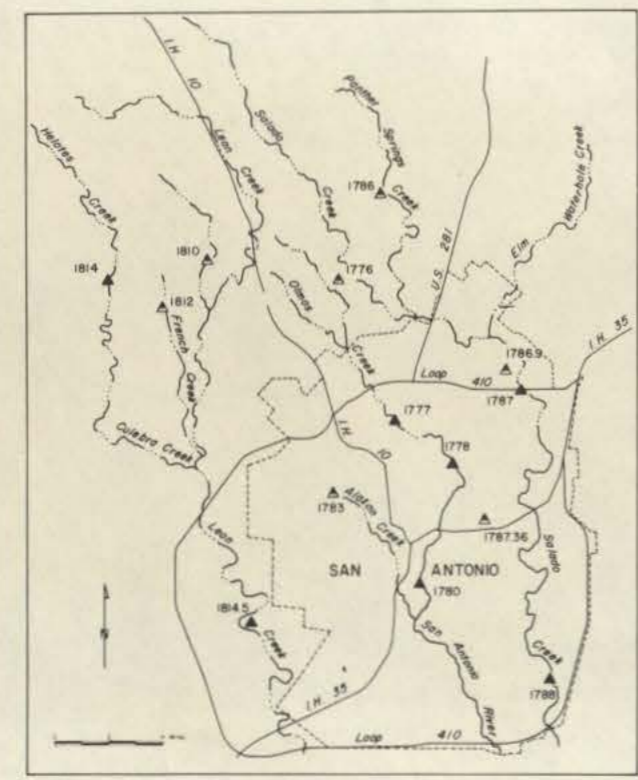 I.H. 10
Salado Creek
Leon Creek
Panther Springs Creek
Helotes Creek
Elm Waterhole Creek
1786
U.S. 281
1810
1776
1814
1812
French Creek
Olmos Creek
I.H. 35
1786.9
Loop 410
1787
1777
I.H. 10
1778
Culebra Creek
1783
Alazan Creek
1787.36
Leon Creek
SAN ANTONIO
1780
Salado Creek
N
1814.5
San Antonio River
1788
I.H. 35
Loop 410